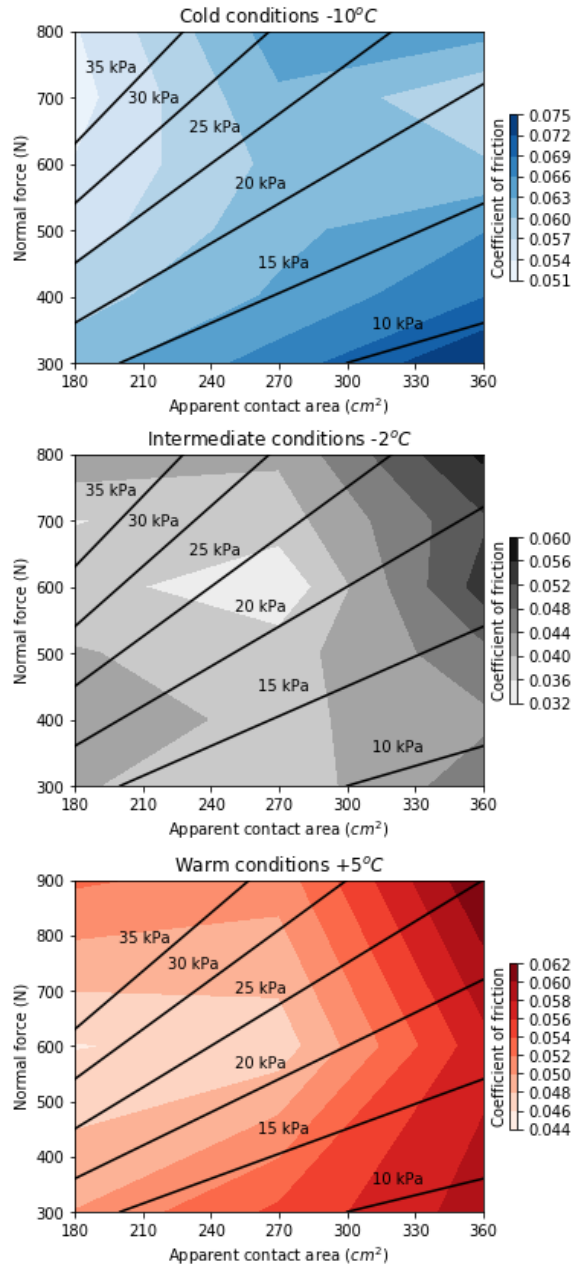 Cold conditions -10°C
800
700
600
500
400
300
Normal force (N)
35 kPa
30 kPa
25 kPa
20 kPa
15 kPa
10 kPa
180 210 240 270 300 330 360
Apparent contact area (cm²)
Coefficient of friction
0.075
0.072
0.069
0.066
0.063
0.060
0.057
0.054
0.051
Intermediate conditions -2°C
800
700
600
500
400
300
Normal force (N)
35 kPa
30 kPa
25 kPa
20 kPa
15 kPa
10 kPa
180 210 240 270 300 330 360
Apparent contact area (cm²)
Coefficient of friction
0.060
0.056
0.052
0.048
0.044
0.040
0.036
0.032
Warm conditions +5°C
900
800
700
600
500
400
300
Normal force (N)
35 kPa
30 kPa
25 kPa
20 kPa
15 kPa
10 kPa
180 210 240 270 300 330 360
Apparent contact area (cm²)
Coefficient of friction
0.062
0.060
0.058
0.056
0.054
0.052
0.050
0.048
0.046
0.044